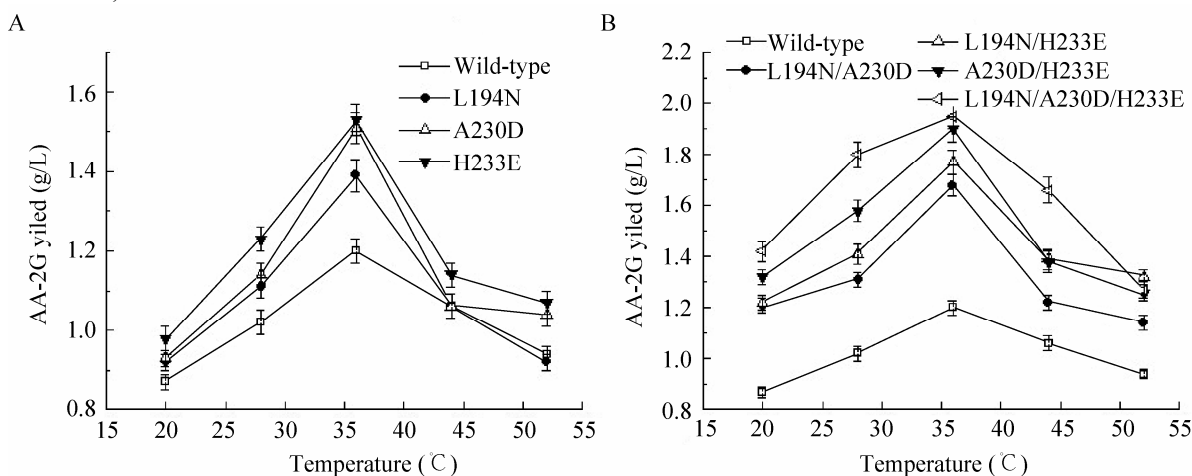 A
Wild-type
L194N
A230D
H233E
AA-2G yiled (g/L)
1.6
1.4
1.2
1.0
0.8
15 20 25 30 35 40 45 50 55
Temperature (℃)
B
Wild-type
L194N/A230D
L194N/H233E
A230D/H233E
L194N/A230D/H233E
AA-2G yiled (g/L)
2.2
2.0
1.8
1.6
1.4
1.2
1.0
0.8
15 20 25 30 35 40 45 50 55
Temperature (℃)